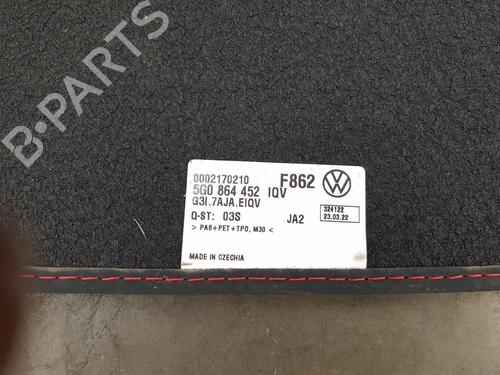 B-PARTS
0002170210 F862
5G0 864 452 IQV
G3I.7AJA.EIQV
324122
Q-ST: 03S JA2
23.03.22
> PA6+PET+TPO, M30 <
MADE IN CZECHIA